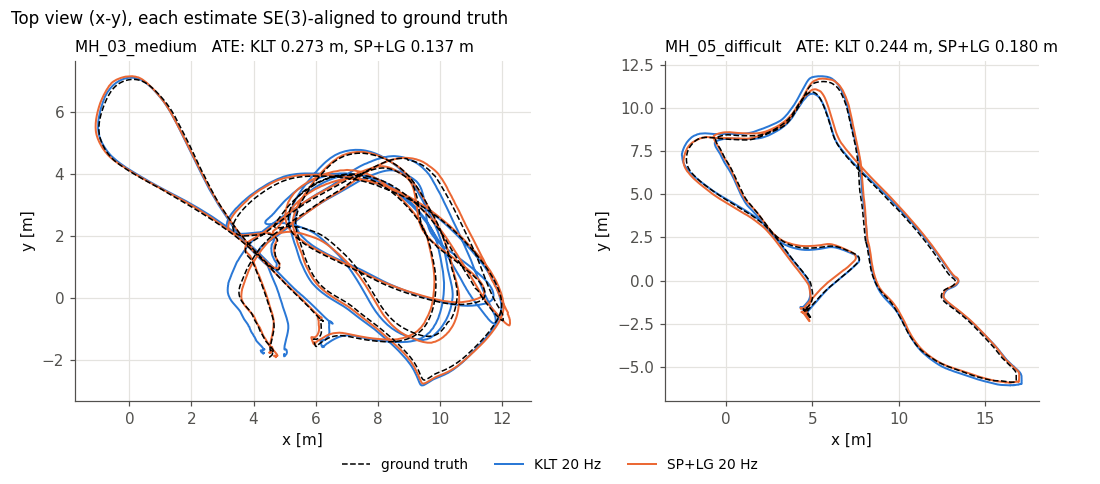 Top view (x-y), each estimate SE(3)-aligned to ground truth
MH_03_medium ATE: KLT 0.273 m, SP+LG 0.137 m
6
4
2
0
−2
y [m]
0 2 4 6 8 10 12
x [m]
MH_05_difficult ATE: KLT 0.244 m, SP+LG 0.180 m
12.5
10.0
7.5
5.0
2.5
0.0
−2.5
−5.0
y [m]
0 5 10 15
x [m]
ground truth KLT 20 Hz SP+LG 20 Hz